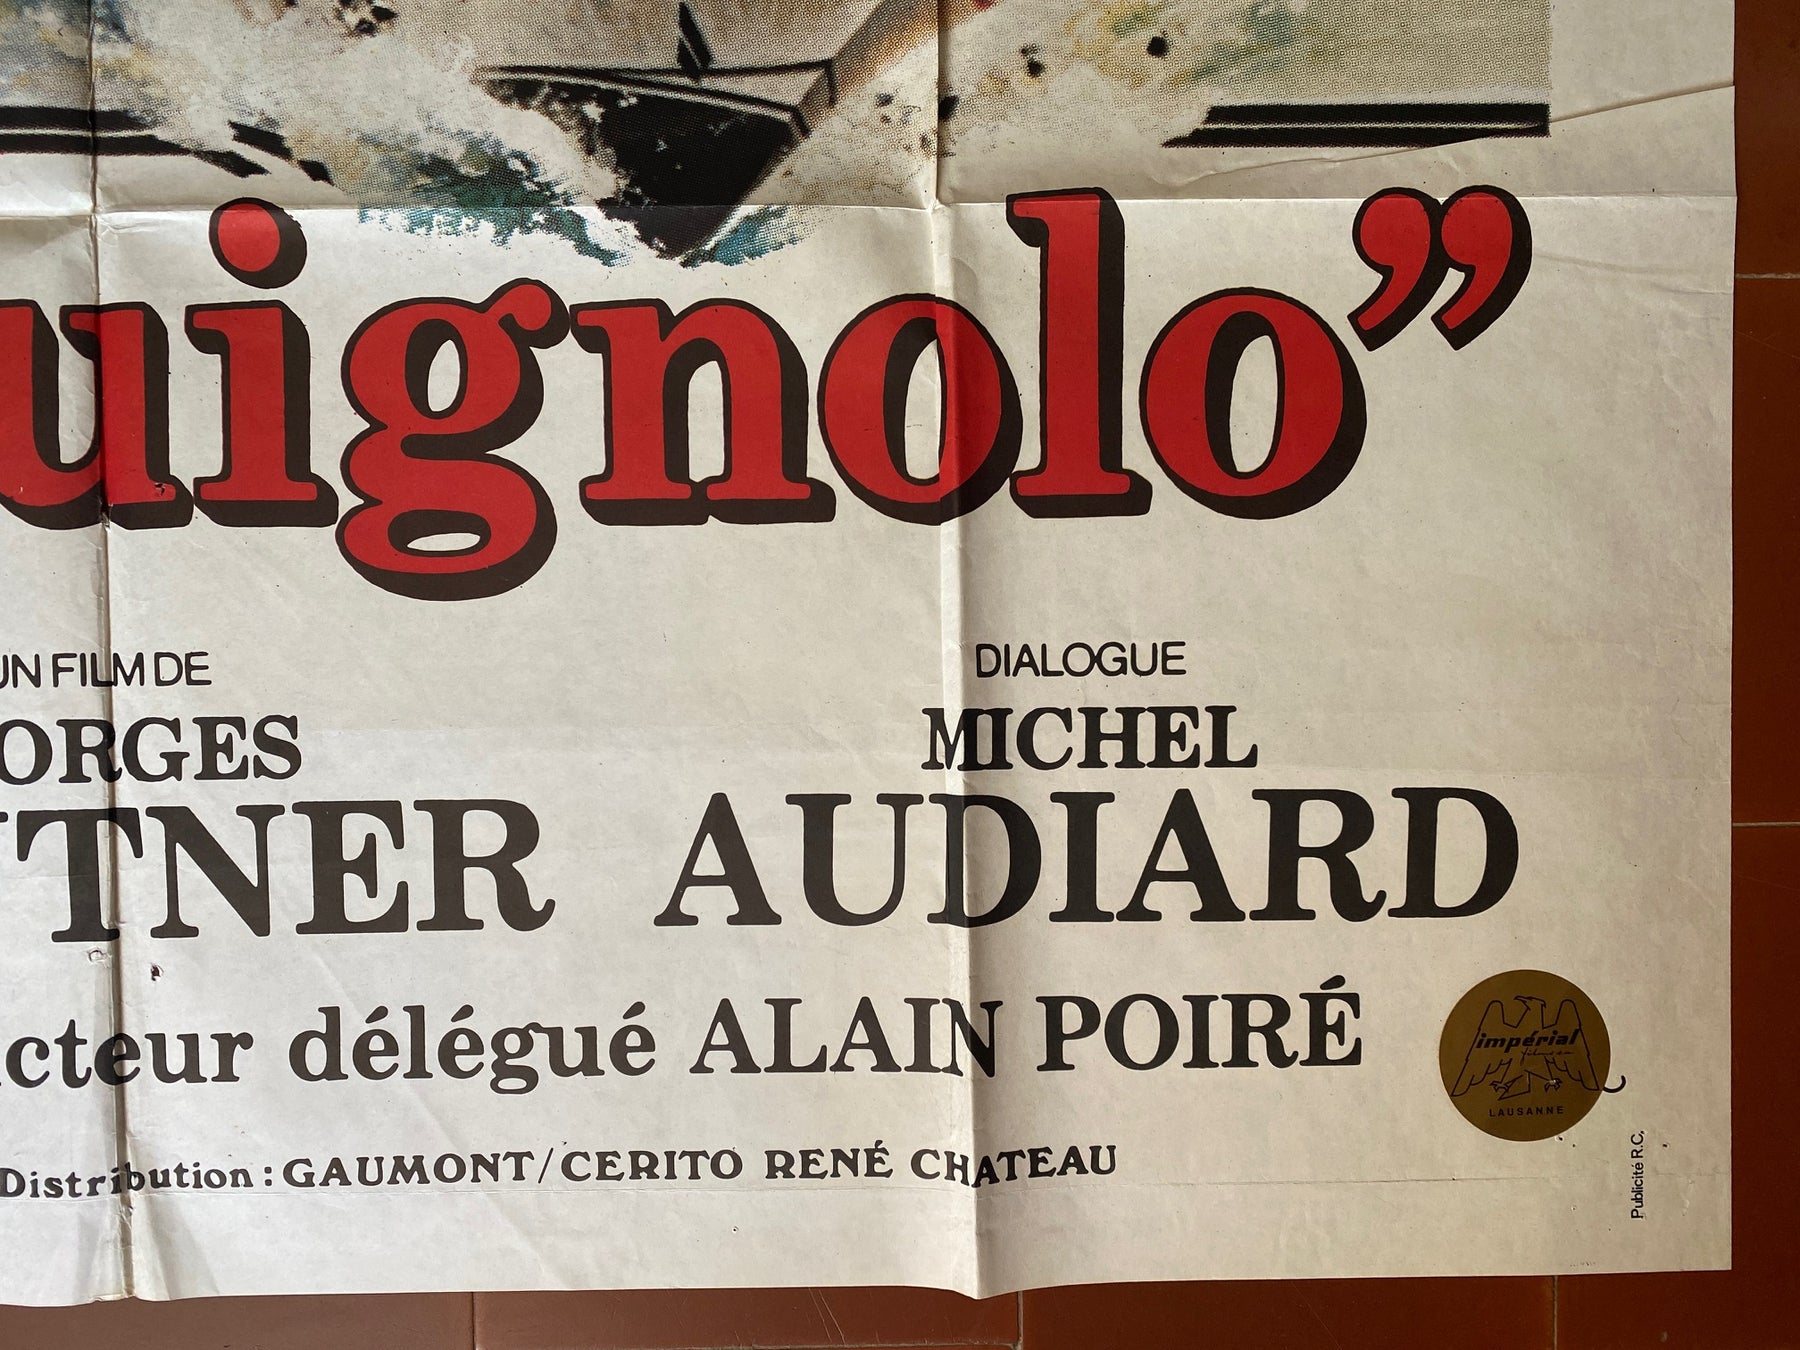 uignolo”
UN FILM DE
ORGES
TNER
DIALOGUE
MICHEL
AUDIARD
cteur délégué ALAIN POIRÉ
impérial
LAUSANNE
Distribution : GAUMONT/CERITO RENÉ CHATEAU
Publicité R.C.